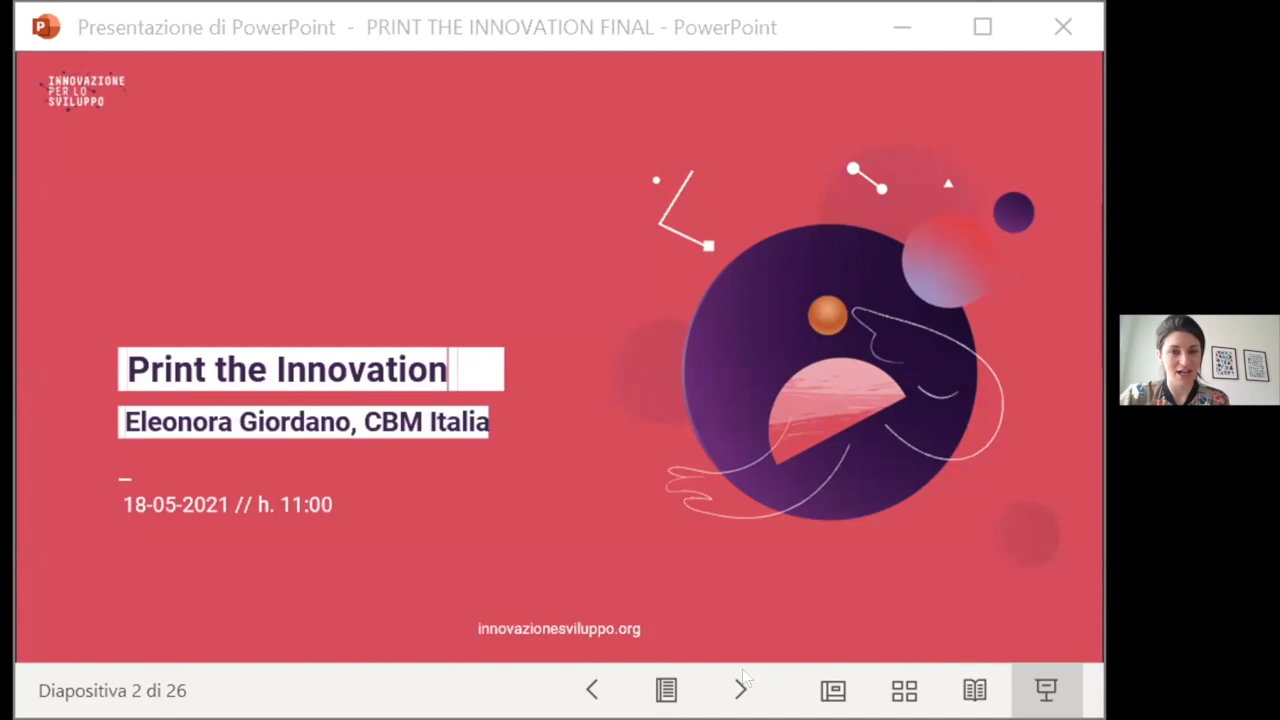 Presentazione di PowerPoint - PRINT THE INNOVATION FINAL - PowerPoint
INNOVAZIONE
PER LO
SVILUPPO
Print the Innovation
Eleonora Giordano, CBM Italia
18-05-2021 // h. 11:00
innovazionesviluppo.org
Diapositiva 2 di 26